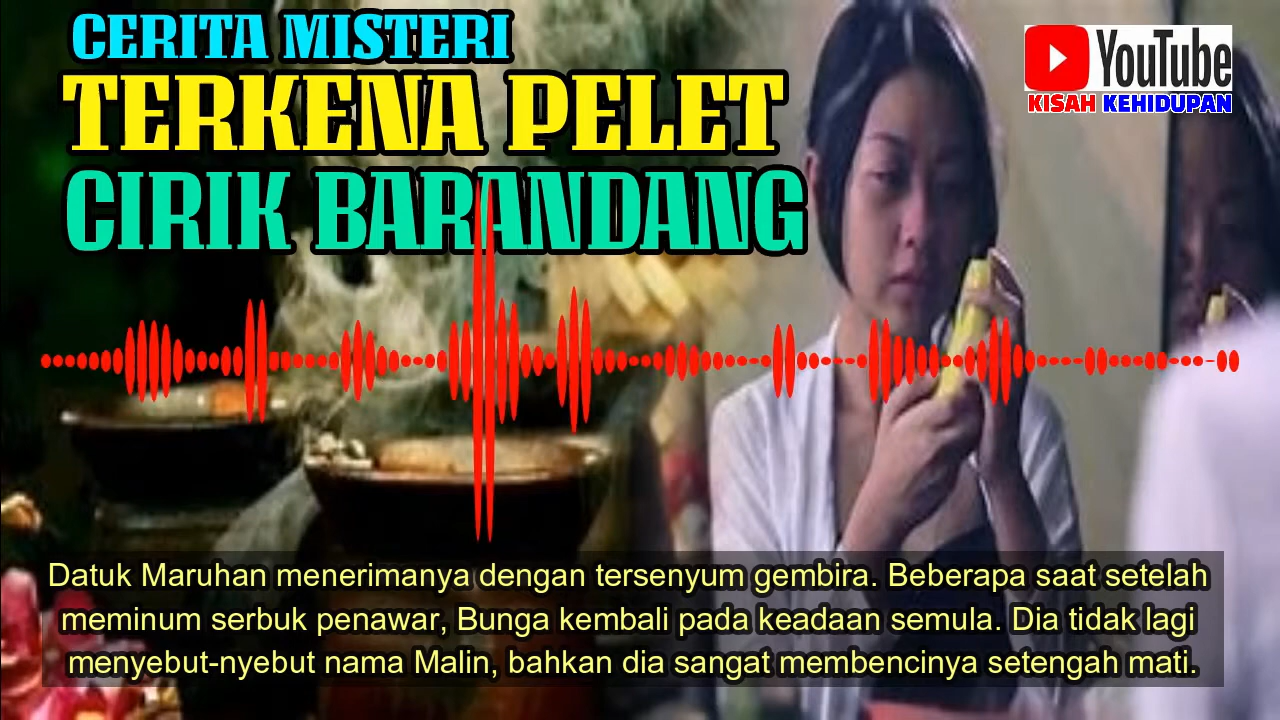 CERITA MISTERI
TERKENA PELET
CIRIK BARANDANG
YouTube
KISAH KEHIDUPAN
Datuk Maruhan menerimanya dengan tersenyum gembira. Beberapa saat setelah
meminum serbuk penawar, Bunga kembali pada keadaan semula. Dia tidak lagi
menyebut-nyebut nama Malin, bahkan dia sangat membencinya setengah mati.